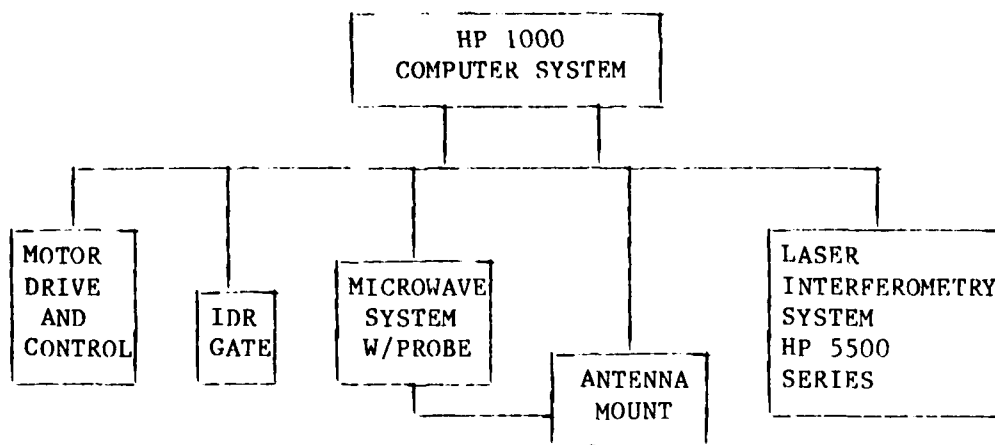 HP 1000
COMPUTER SYSTEM
MOTOR
DRIVE
AND
CONTROL
IDR
GATE
MICROWAVE
SYSTEM
W/PROBE
ANTENNA
MOUNT
LASER
INTERFEROMETRY
SYSTEM
HP 5500
SERIES